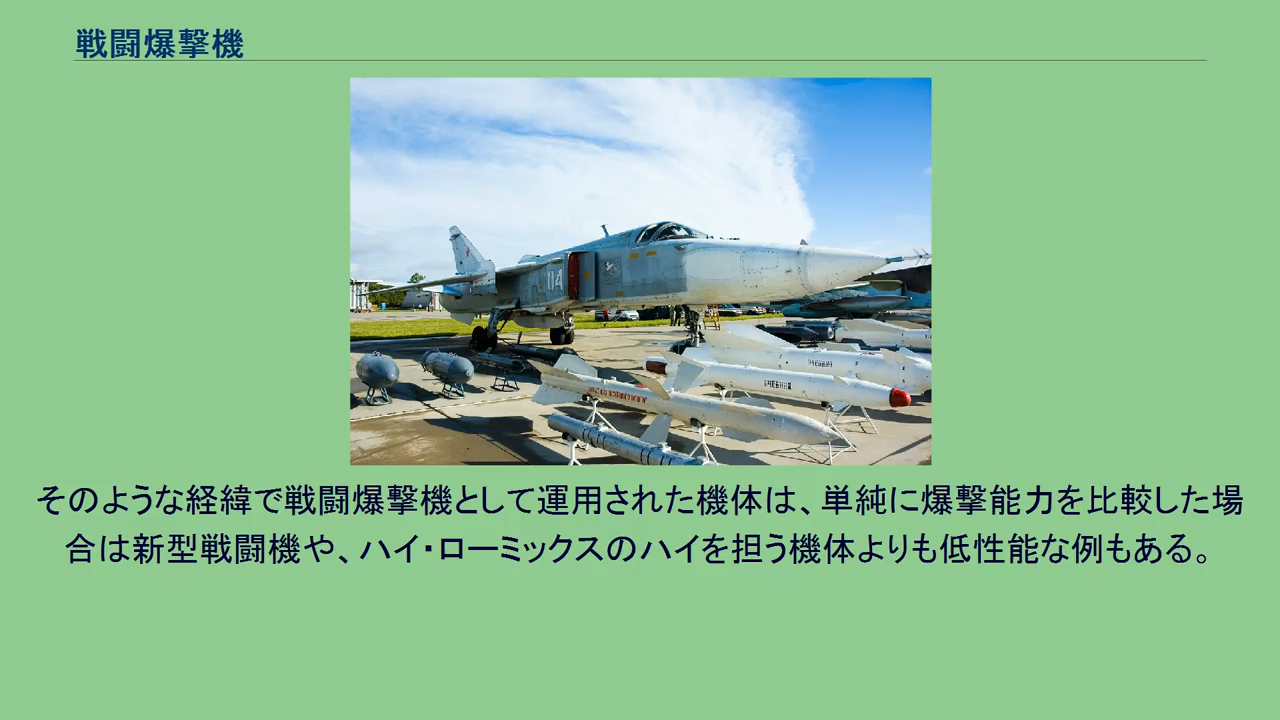 戦闘爆撃機
04
そのような経緯で戦闘爆撃機として運用された機体は、単純に爆撃能力を比較した場
合は新型戦闘機や、ハイ・ローミックスのハイを担う機体よりも低性能な例もある。